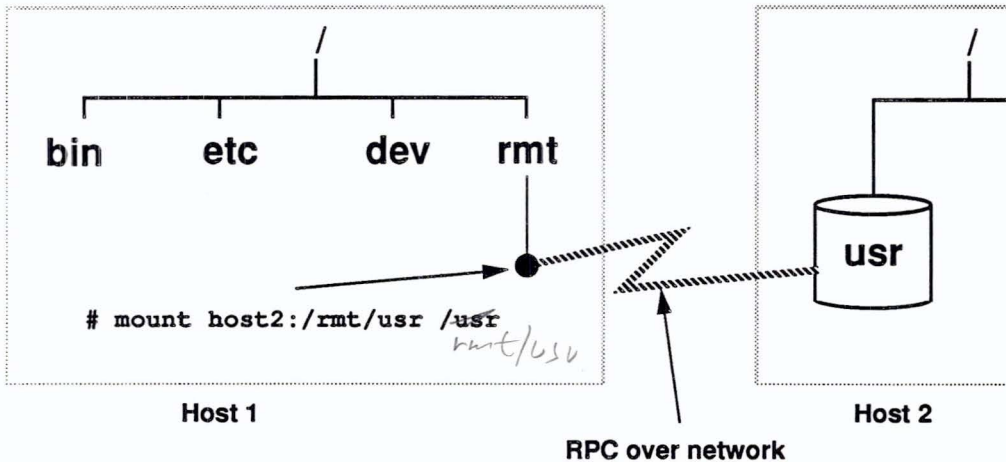 /
/
bin etc dev rmt
usr
# mount host2:/rmt/usr /usr
rmt/usr
Host 1
Host 2
RPC over network